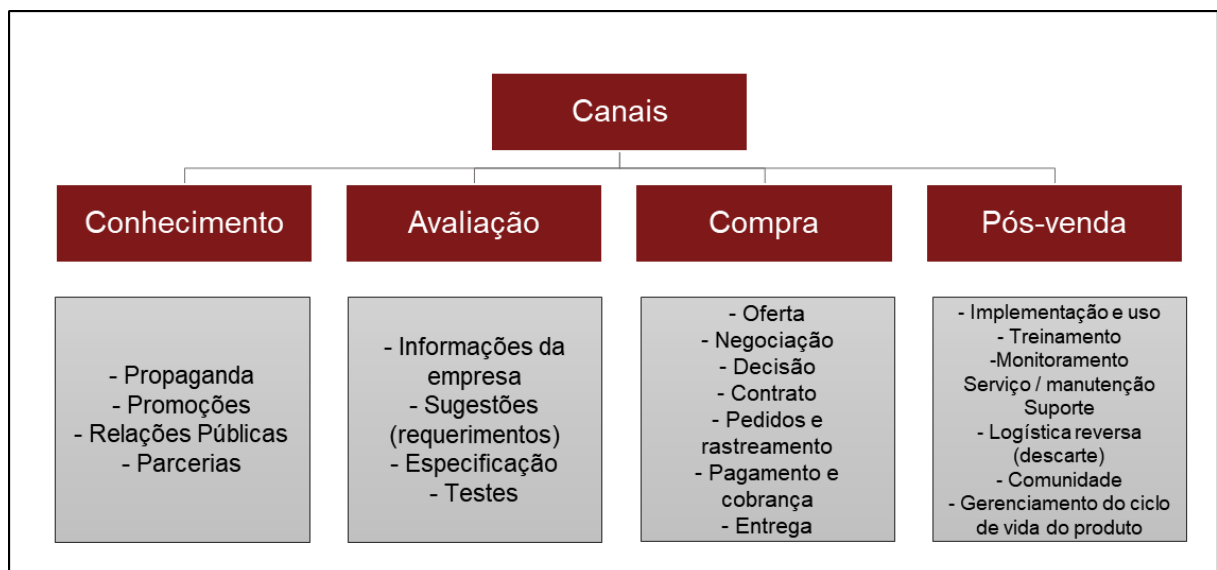 Canais
Conhecimento
- Propaganda
- Promoções
- Relações Públicas
- Parcerias
Avaliação
- Informações da
empresa
- Sugestões
(requerimentos)
- Especificação
- Testes
Compra
- Oferta
- Negociação
- Decisão
- Contrato
- Pedidos e
rastreamento
- Pagamento e
cobrança
- Entrega
Pós-venda
- Implementação e uso
- Treinamento
-Monitoramento
Serviço / manutenção
Suporte
- Logística reversa
(descarte)
- Comunidade
- Gerenciamento do ciclo
de vida do produto